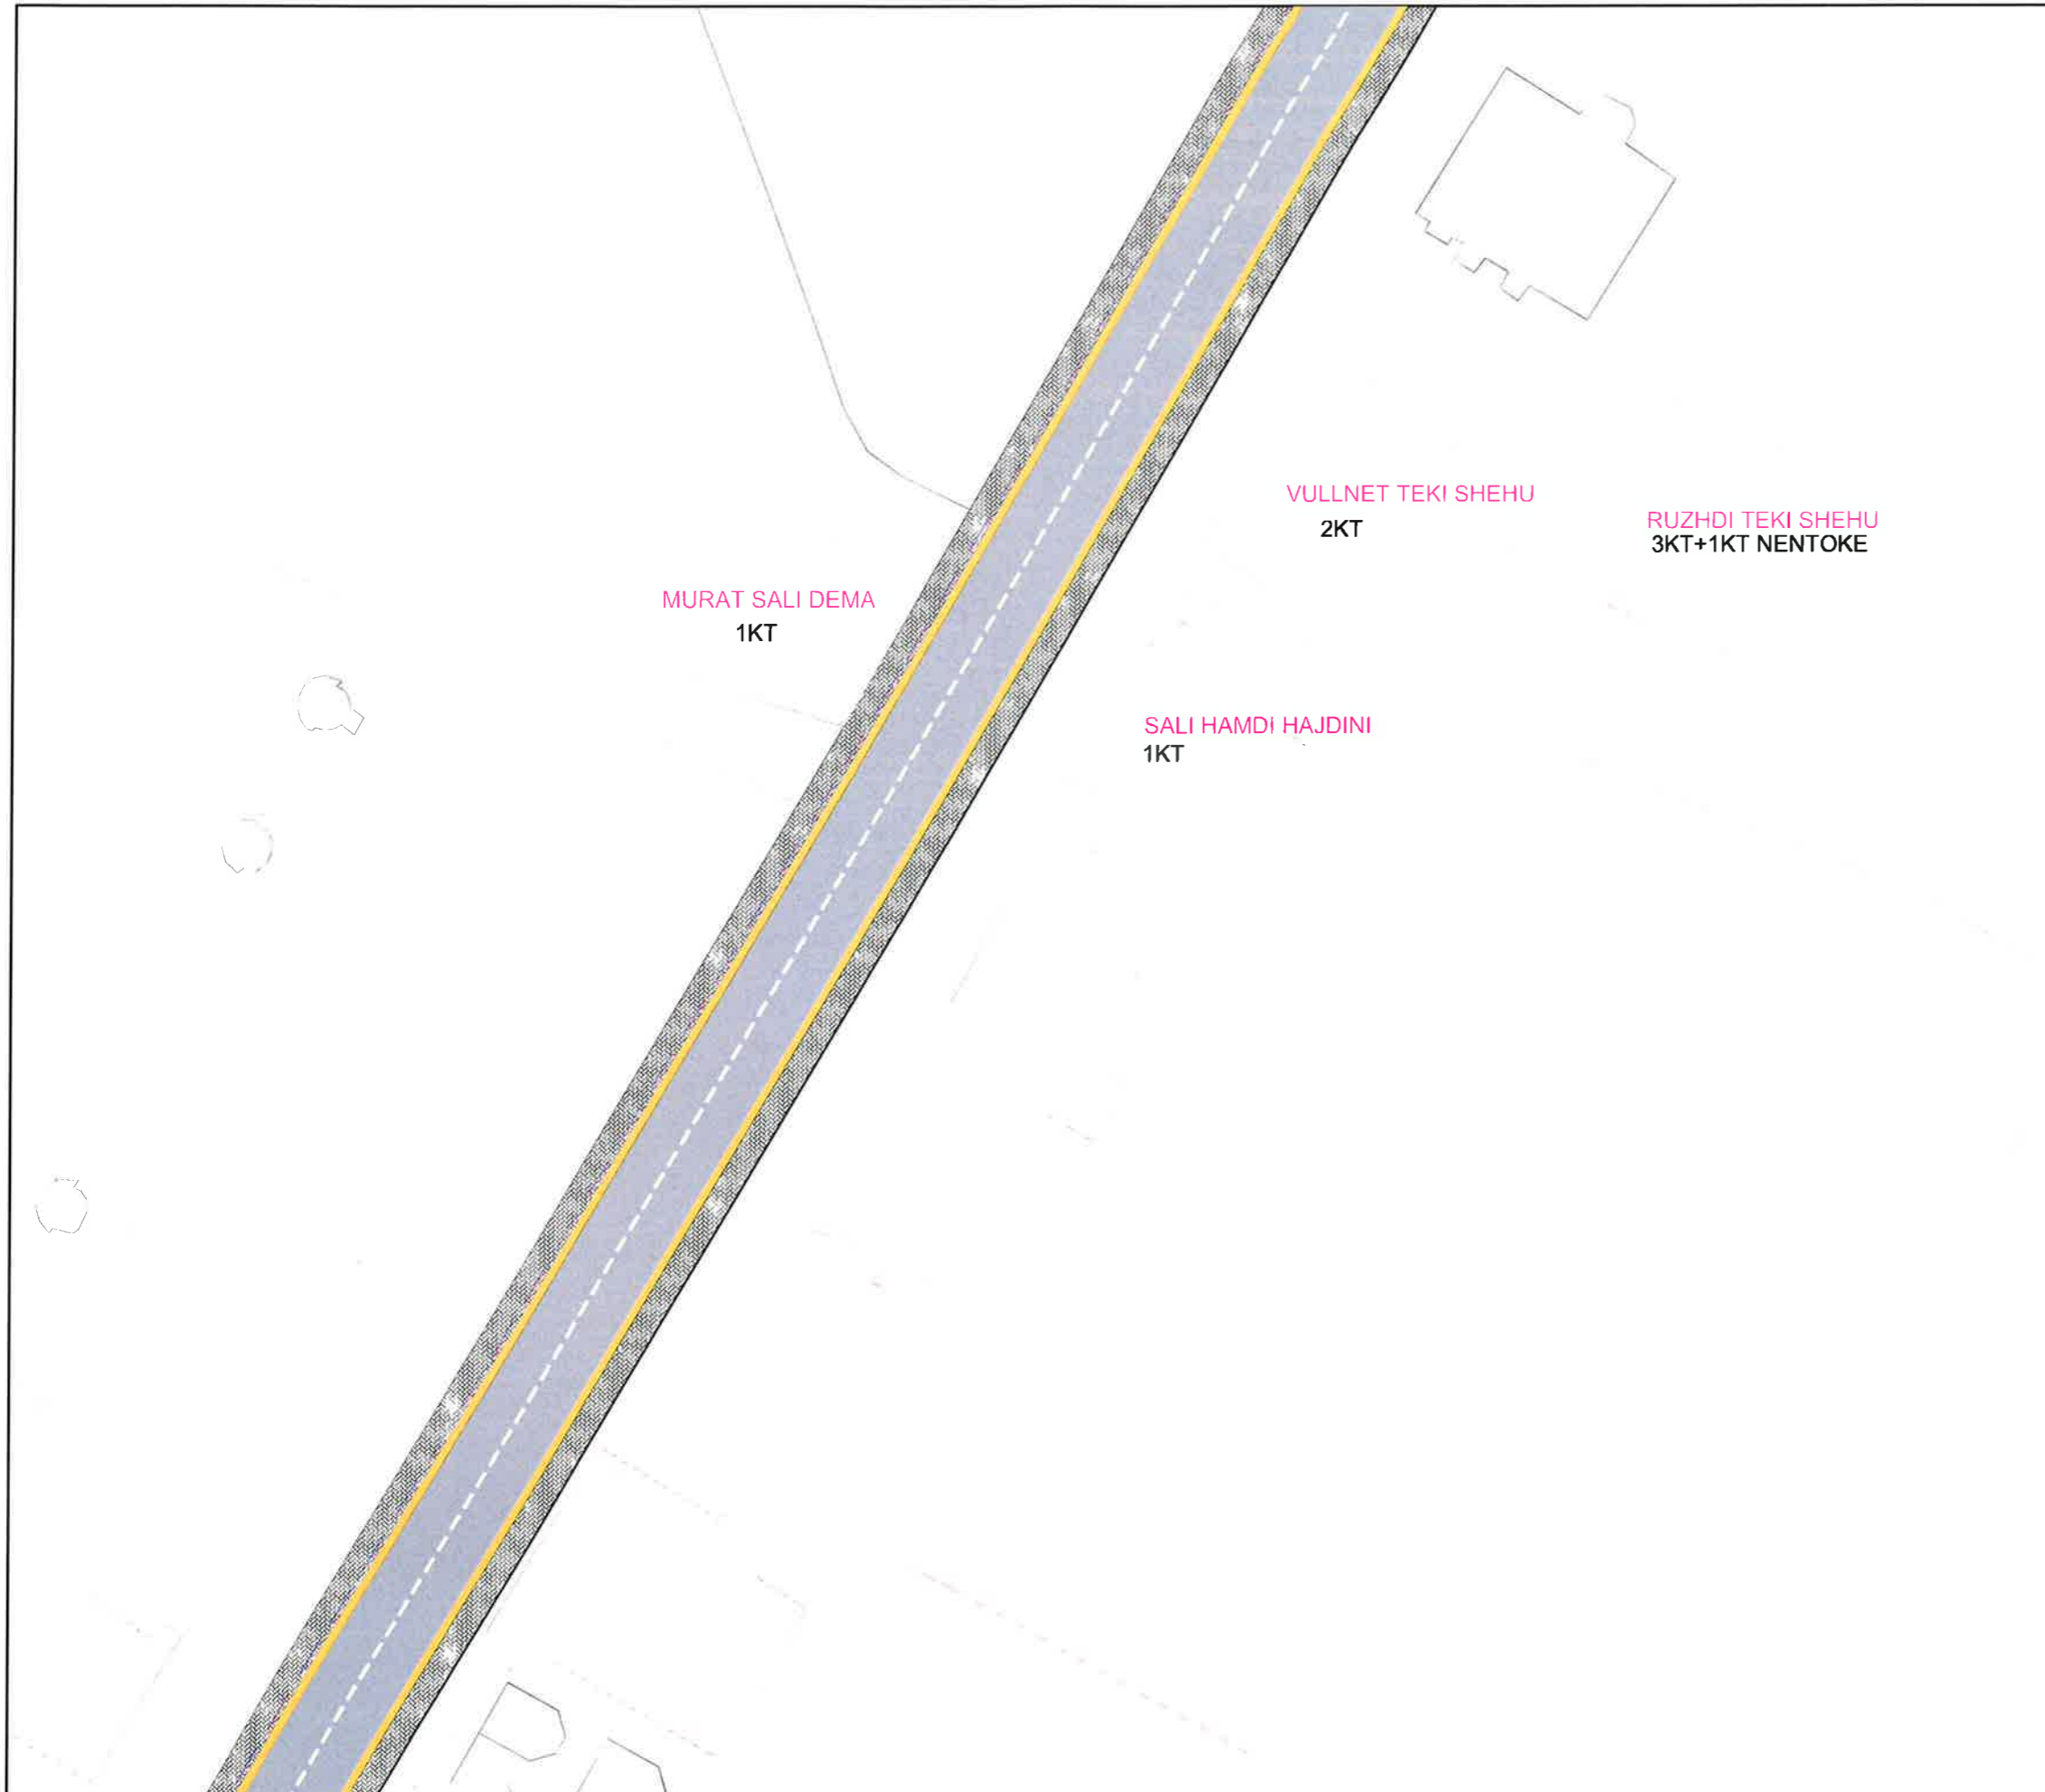 VULLNET TEKI SHEHU
2KT
RUZHDI TEKI SHEHU
3KT+1KT NENTOKE
MURAT SALI DEMA
1KT
SALI HAMDI HAJDINI
1KT